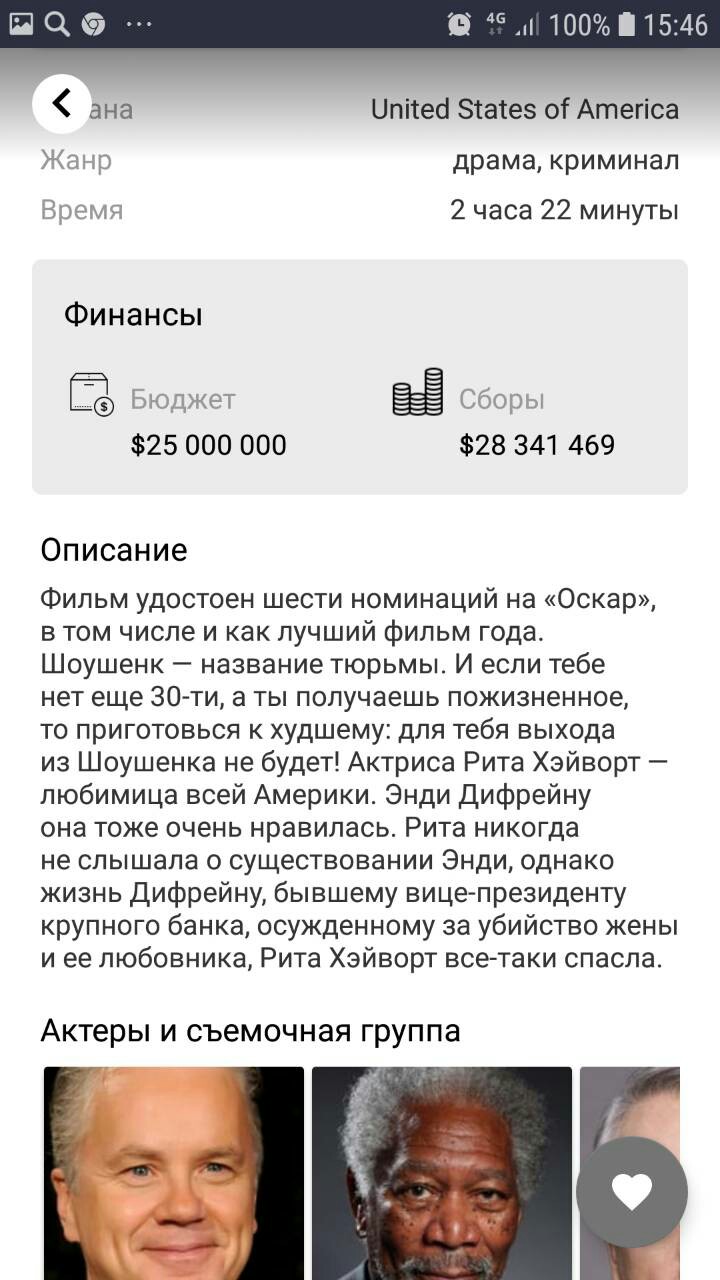 4G 100% 15:46
ана United States of America
Жанр драма, криминал
Время 2 часа 22 минуты
Финансы
Бюджет Сборы
$25 000 000 $28 341 469
Описание
Фильм удостоен шести номинаций на «Оскар»,
в том числе и как лучший фильм года.
Шоушенк — название тюрьмы. И если тебе
нет еще 30-ти, а ты получаешь пожизненное,
то приготовься к худшему: для тебя выхода
из Шоушенка не будет! Актриса Рита Хэйворт —
любимица всей Америки. Энди Дифрейну
она тоже очень нравилась. Рита никогда
не слышала о существовании Энди, однако
жизнь Дифрейну, бывшему вице-президенту
крупного банка, осужденному за убийство жены
и ее любовника, Рита Хэйворт все-таки спасла.
Актеры и съемочная группа